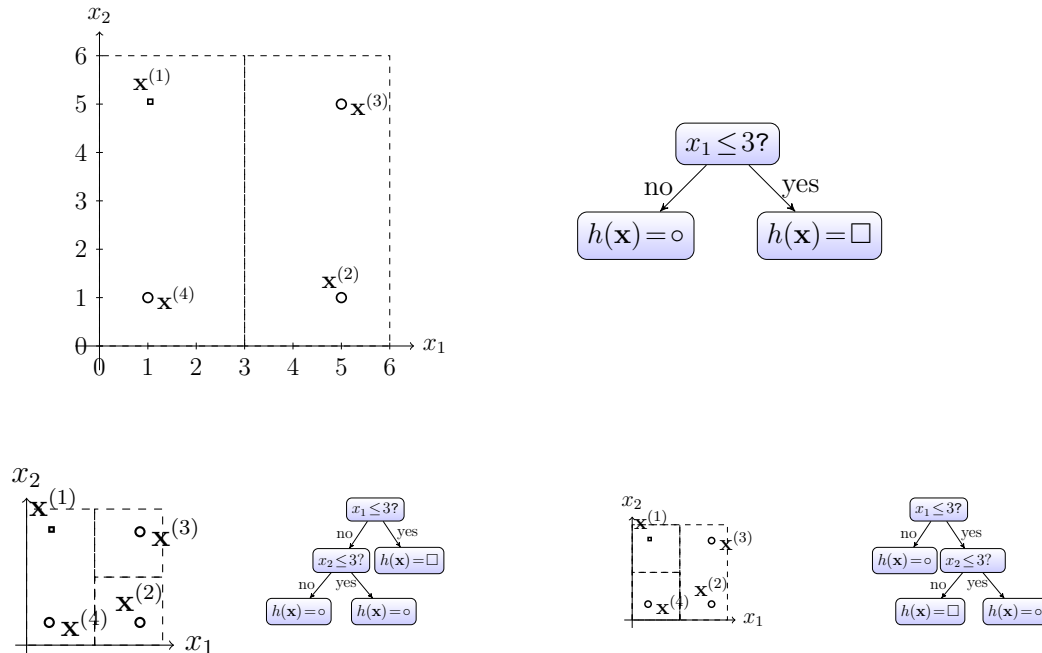 x₂
6
x⁽¹⁾
5
x⁽³⁾
4
3
2
x⁽²⁾
1
x⁽⁴⁾
0
x₁
0 1 2 3 4 5 6
x₁ ≤ 3?
no yes
h(x) = ○ h(x) = □
x₂
x⁽¹⁾
x⁽³⁾
x⁽²⁾
x⁽⁴⁾
x₁
x₁ ≤ 3?
no yes
x₂ ≤ 3? h(x) = □
no yes
h(x) = ○ h(x) = ○
x₂
x⁽¹⁾
x⁽³⁾
x⁽²⁾
x⁽⁴⁾
x₁
x₁ ≤ 3?
no yes
h(x) = ○ x₂ ≤ 3?
no yes
h(x) = □ h(x) = ○